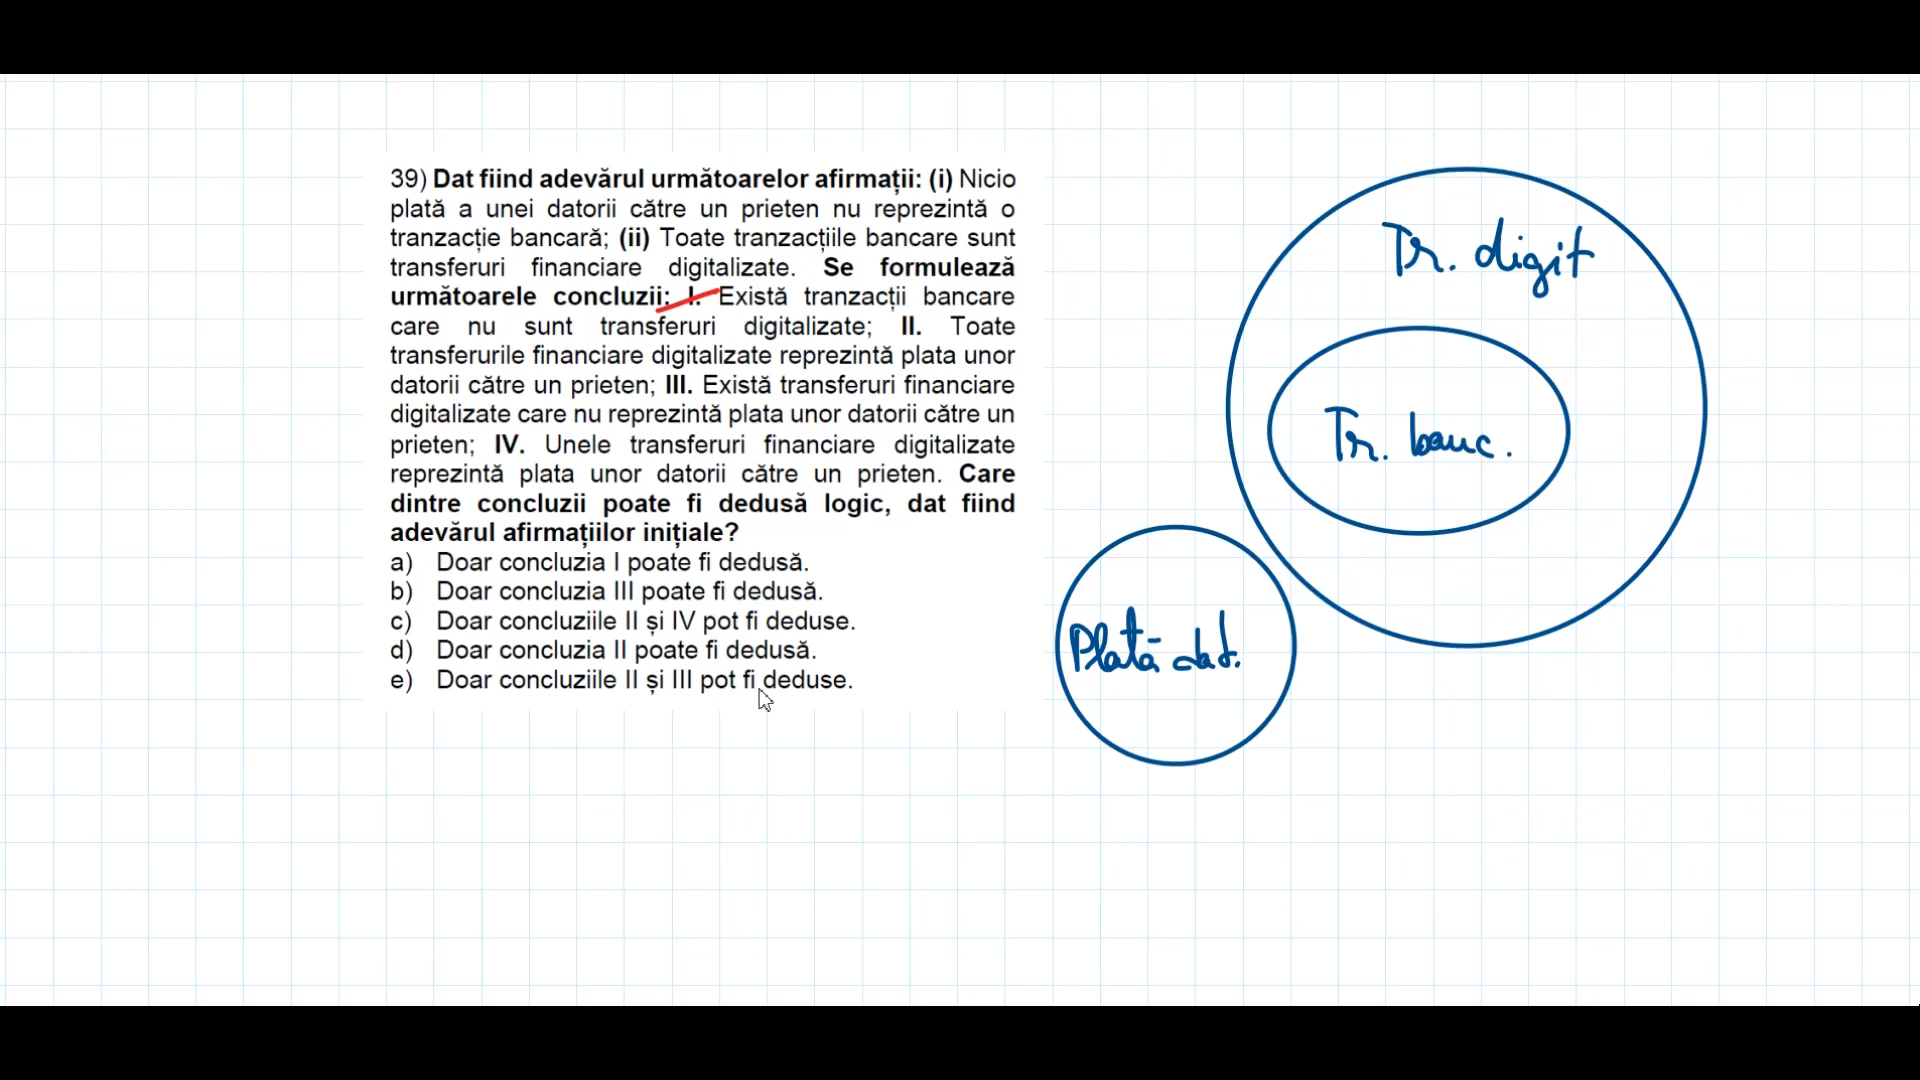 39) Dat fiind adevărul următoarelor afirmații: (i) Nicio
plată a unei datorii către un prieten nu reprezintă o
tranzacție bancară; (ii) Toate tranzacțiile bancare sunt
transferuri financiare digitalizate. Se formulează
următoarele concluzii: I. Există tranzacții bancare
care nu sunt transferuri digitalizate; II. Toate
transferurile financiare digitalizate reprezintă plata unor
datorii către un prieten; III. Există transferuri financiare
digitalizate care nu reprezintă plata unor datorii către un
prieten; IV. Unele transferuri financiare digitalizate
reprezintă plata unor datorii către un prieten. Care
dintre concluzii poate fi dedusă logic, dat fiind
adevărul afirmațiilor inițiale?
a) Doar concluzia I poate fi dedusă.
b) Doar concluzia III poate fi dedusă.
c) Doar concluziile II și IV pot fi deduse.
d) Doar concluzia II poate fi dedusă.
e) Doar concluziile II și III pot fi deduse.
Tr. digit
Tr. banc.
Plată dat.